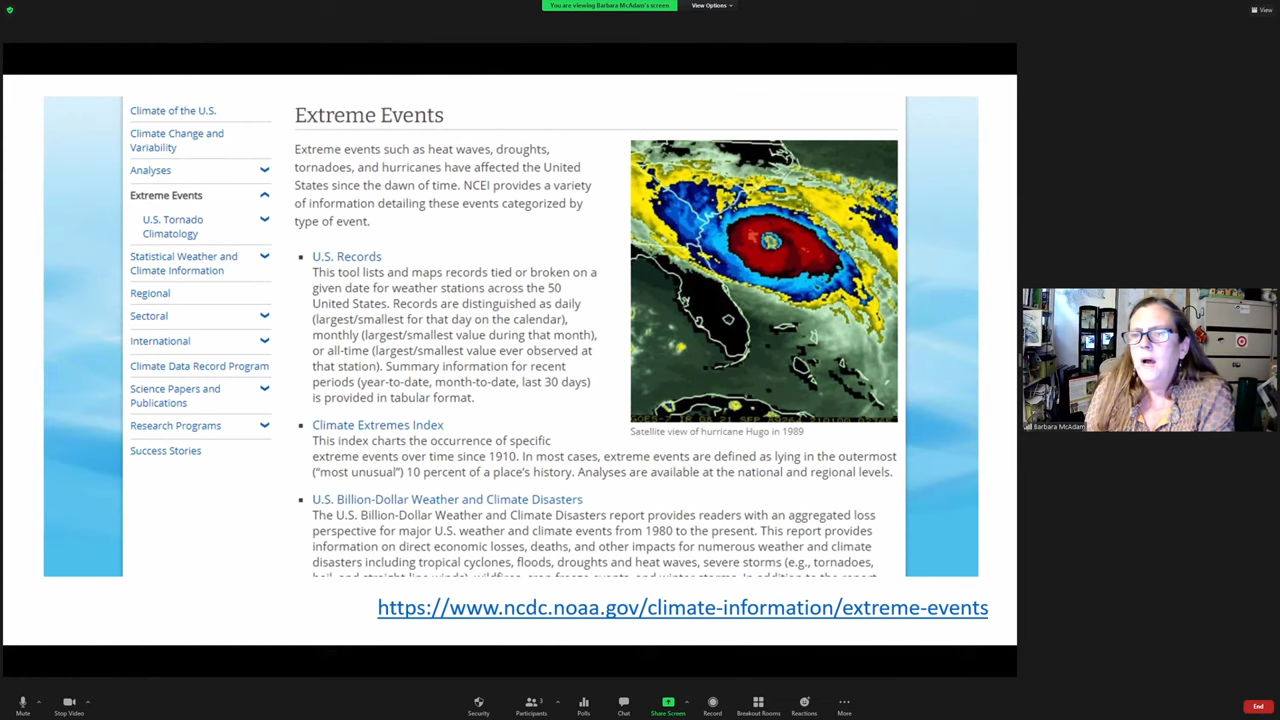 You are viewing Barbara McAdam's screen
View Options
View
Climate of the U.S.
Climate Change and
Variability
Analyses
Extreme Events
U.S. Tornado
Climatology
Statistical Weather and
Climate Information
Regional
Sectoral
International
Climate Data Record Program
Science Papers and
Publications
Research Programs
Success Stories
Extreme Events
Extreme events such as heat waves, droughts,
tornadoes, and hurricanes have affected the United
States since the dawn of time. NCEI provides a variety
of information detailing these events categorized by
type of event.
U.S. Records
This tool lists and maps records tied or broken on a
given date for weather stations across the 50
United States. Records are distinguished as daily
(largest/smallest for that day on the calendar),
monthly (largest/smallest value during that month),
or all-time (largest/smallest value ever observed at
that station). Summary information for recent
periods (year-to-date, month-to-date, last 30 days)
is provided in tabular format.
Satellite view of hurricane Hugo in 1989
Climate Extremes Index
This index charts the occurrence of specific
extreme events over time since 1910. In most cases, extreme events are defined as lying in the outermost
(“most unusual”) 10 percent of a place's history. Analyses are available at the national and regional levels.
U.S. Billion-Dollar Weather and Climate Disasters
The U.S. Billion-Dollar Weather and Climate Disasters report provides readers with an aggregated loss
perspective for major U.S. weather and climate events from 1980 to the present. This report provides
information on direct economic losses, deaths, and other impacts for numerous weather and climate
disasters including tropical cyclones, floods, droughts and heat waves, severe storms (e.g., tornadoes,
https://www.ncdc.noaa.gov/climate-information/extreme-events
Barbara McAdam
Mute
Stop Video
Security
Participants
3
Polls
Chat
Share Screen
Record
Breakout Rooms
Reactions
More
End